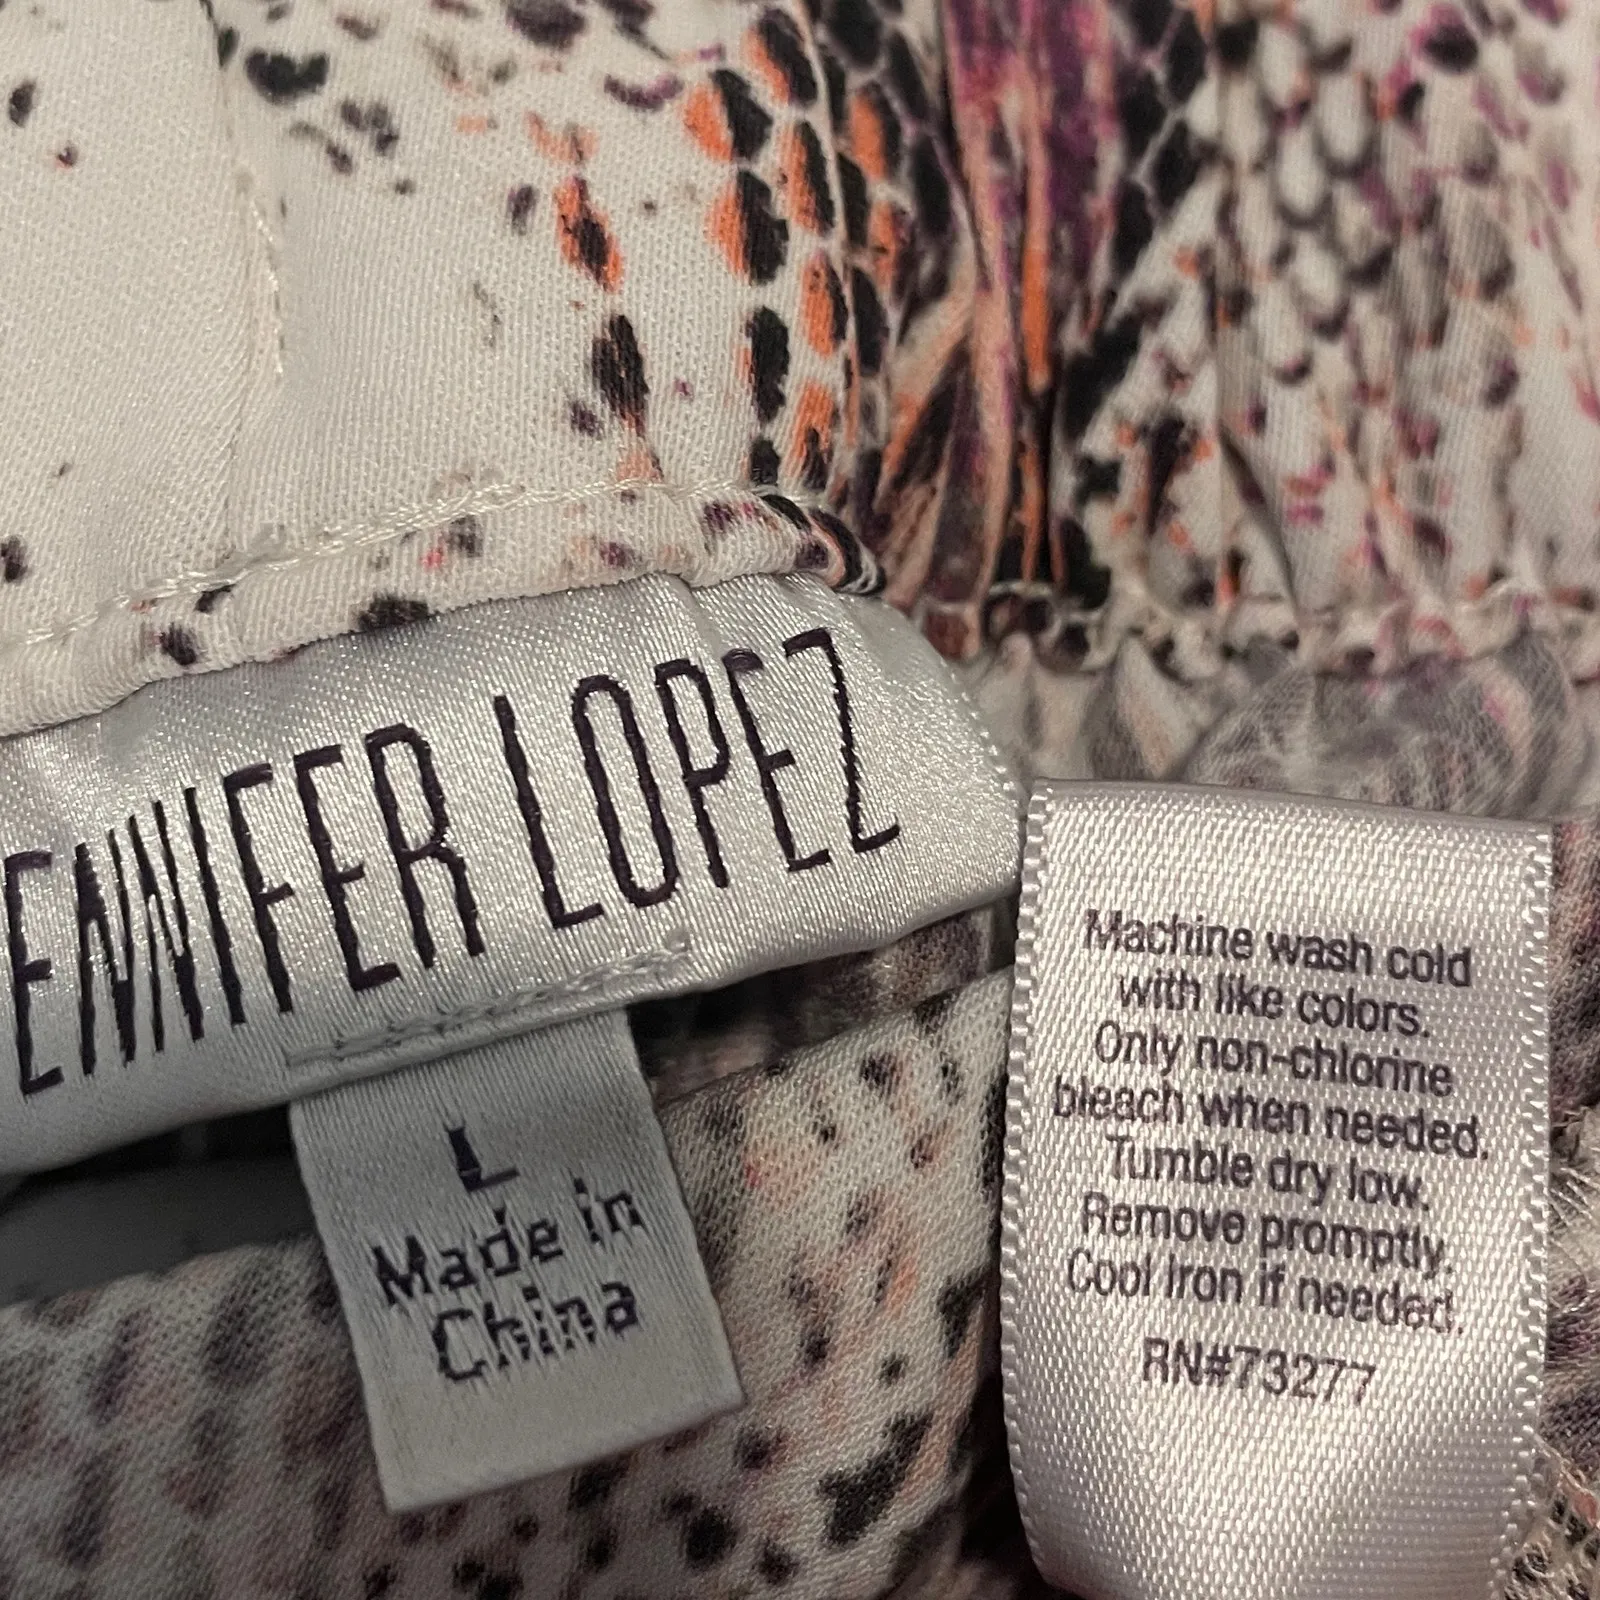 ENNIFER LOPEZ
L
Made in
China
Machine wash cold
with like colors.
Only non-chlorine
bleach when needed.
Tumble dry low.
Remove promptly.
Cool iron if needed.
RN#73277